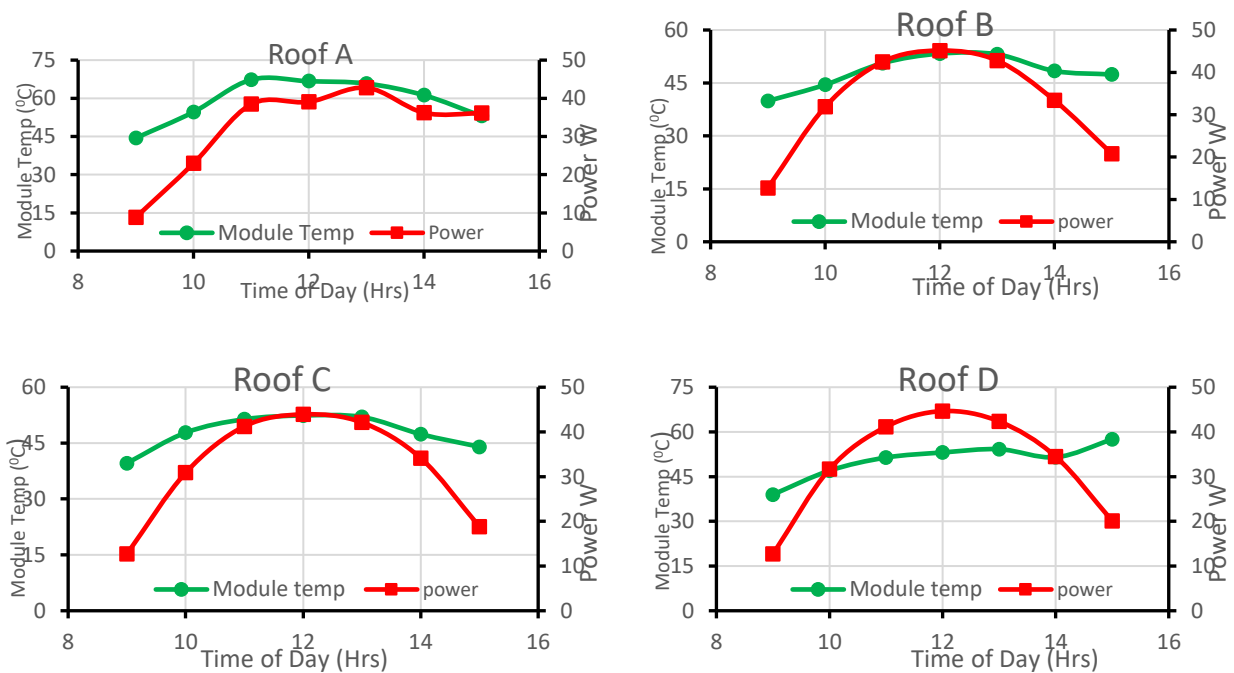 Roof A
Module Temp (⁰C)
75
60
45
30
15
0
50
40
30
20
10
0
Power W
Module Temp
Power
8
10
12
14
16
Time of Day (Hrs)
Roof B
Module Temp (⁰C)
60
45
30
15
0
50
40
30
20
10
0
Power W
Module temp
power
8
10
12
14
16
Time of Day (Hrs)
Roof C
Module Temp (⁰C)
60
45
30
15
0
50
40
30
20
10
0
Power W
Module temp
power
8
10
12
14
16
Time of Day (Hrs)
Roof D
Module Temp (⁰C)
75
60
45
30
15
0
50
40
30
20
10
0
Power W
Module temp
power
8
10
12
14
16
Time of Day (Hrs)